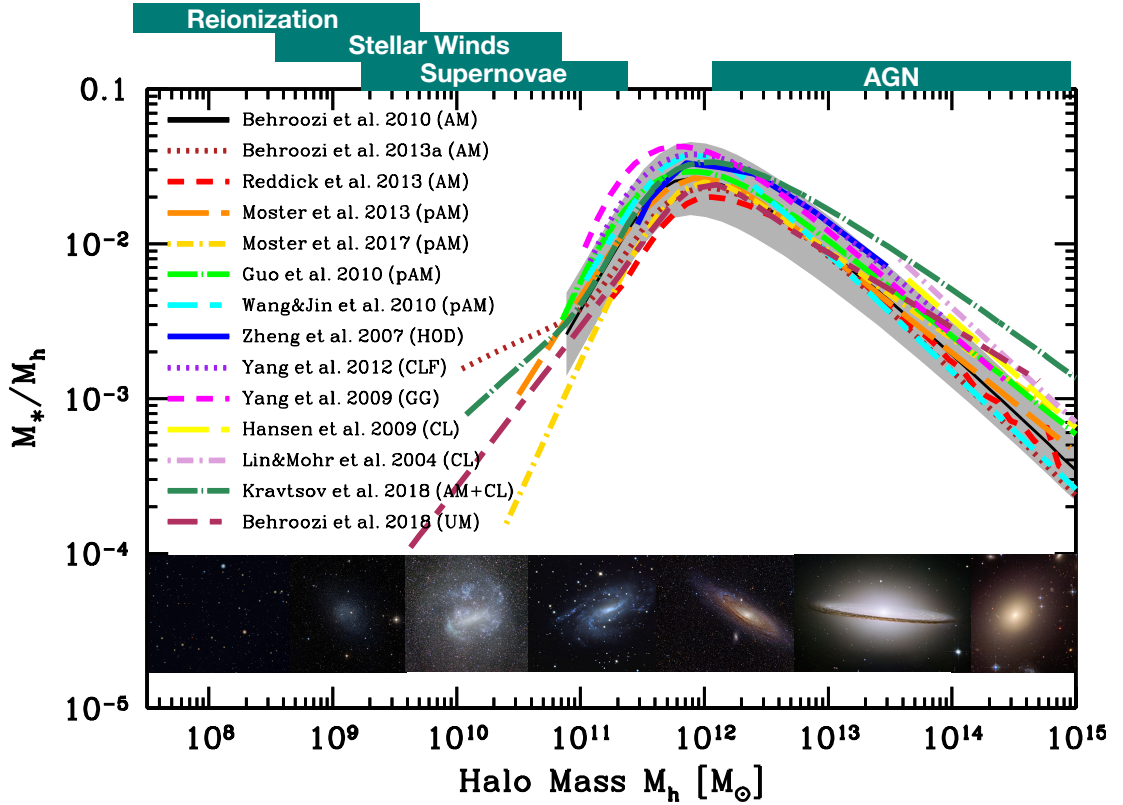 Reionization
Stellar Winds
Supernovae
AGN
0.1
10⁻²
10⁻³
10⁻⁴
10⁻⁵
M*/Mₕ
Behroozi et al. 2010 (AM)
Behroozi et al. 2013a (AM)
Reddick et al. 2013 (AM)
Moster et al. 2013 (pAM)
Moster et al. 2017 (pAM)
Guo et al. 2010 (pAM)
Wang&Jin et al. 2010 (pAM)
Zheng et al. 2007 (HOD)
Yang et al. 2012 (CLF)
Yang et al. 2009 (GG)
Hansen et al. 2009 (CL)
Lin&Mohr et al. 2004 (CL)
Kravtsov et al. 2018 (AM+CL)
Behroozi et al. 2018 (UM)
10⁸ 10⁹ 10¹⁰ 10¹¹ 10¹² 10¹³ 10¹⁴ 10¹⁵
Halo Mass Mₕ [M⊙]